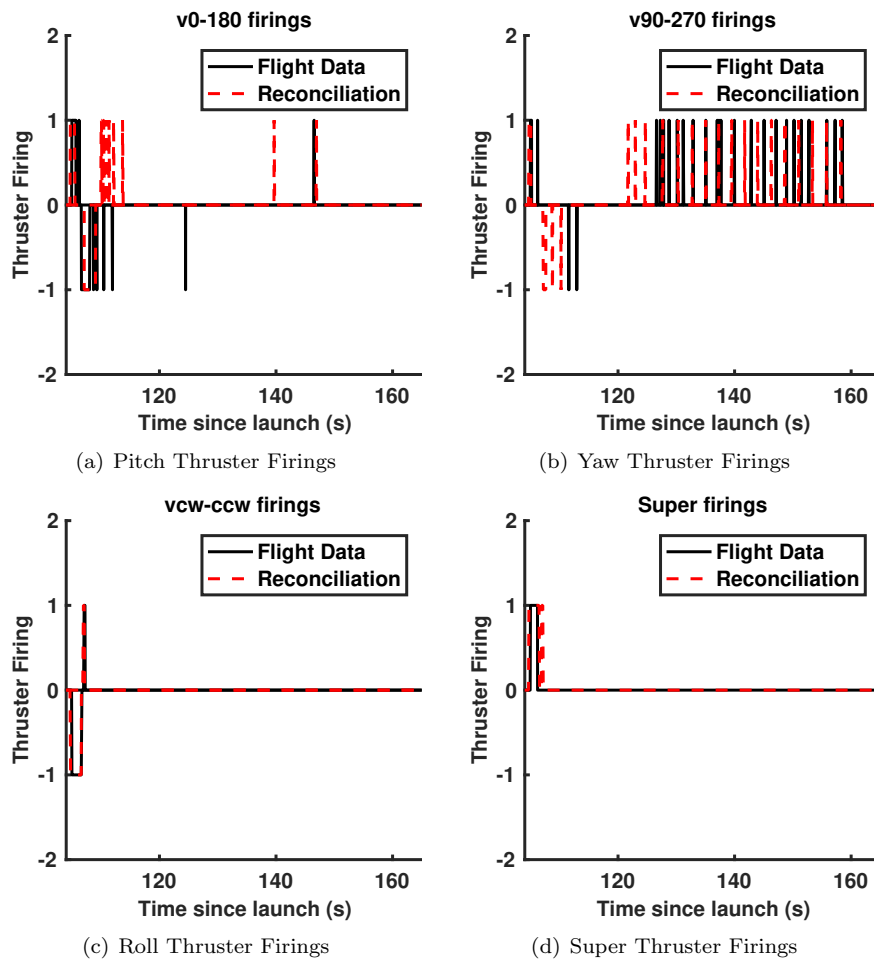 v0-180 firings
2
1
0
-1
-2
Thruster Firing
Flight Data
Reconciliation
120
140
160
Time since launch (s)
(a) Pitch Thruster Firings
v90-270 firings
2
1
0
-1
-2
Thruster Firing
Flight Data
Reconciliation
120
140
160
Time since launch (s)
(b) Yaw Thruster Firings
vcw-ccw firings
2
1
0
-1
-2
Thruster Firing
Flight Data
Reconciliation
120
140
160
Time since launch (s)
(c) Roll Thruster Firings
Super firings
2
1
0
-1
-2
Thruster Firing
Flight Data
Reconciliation
120
140
160
Time since launch (s)
(d) Super Thruster Firings